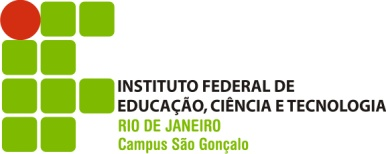 INSTITUTO FEDERAL DE
EDUCAÇÃO, CIÊNCIA E TECNOLOGIA
RIO DE JANEIRO
Campus São Gonçalo